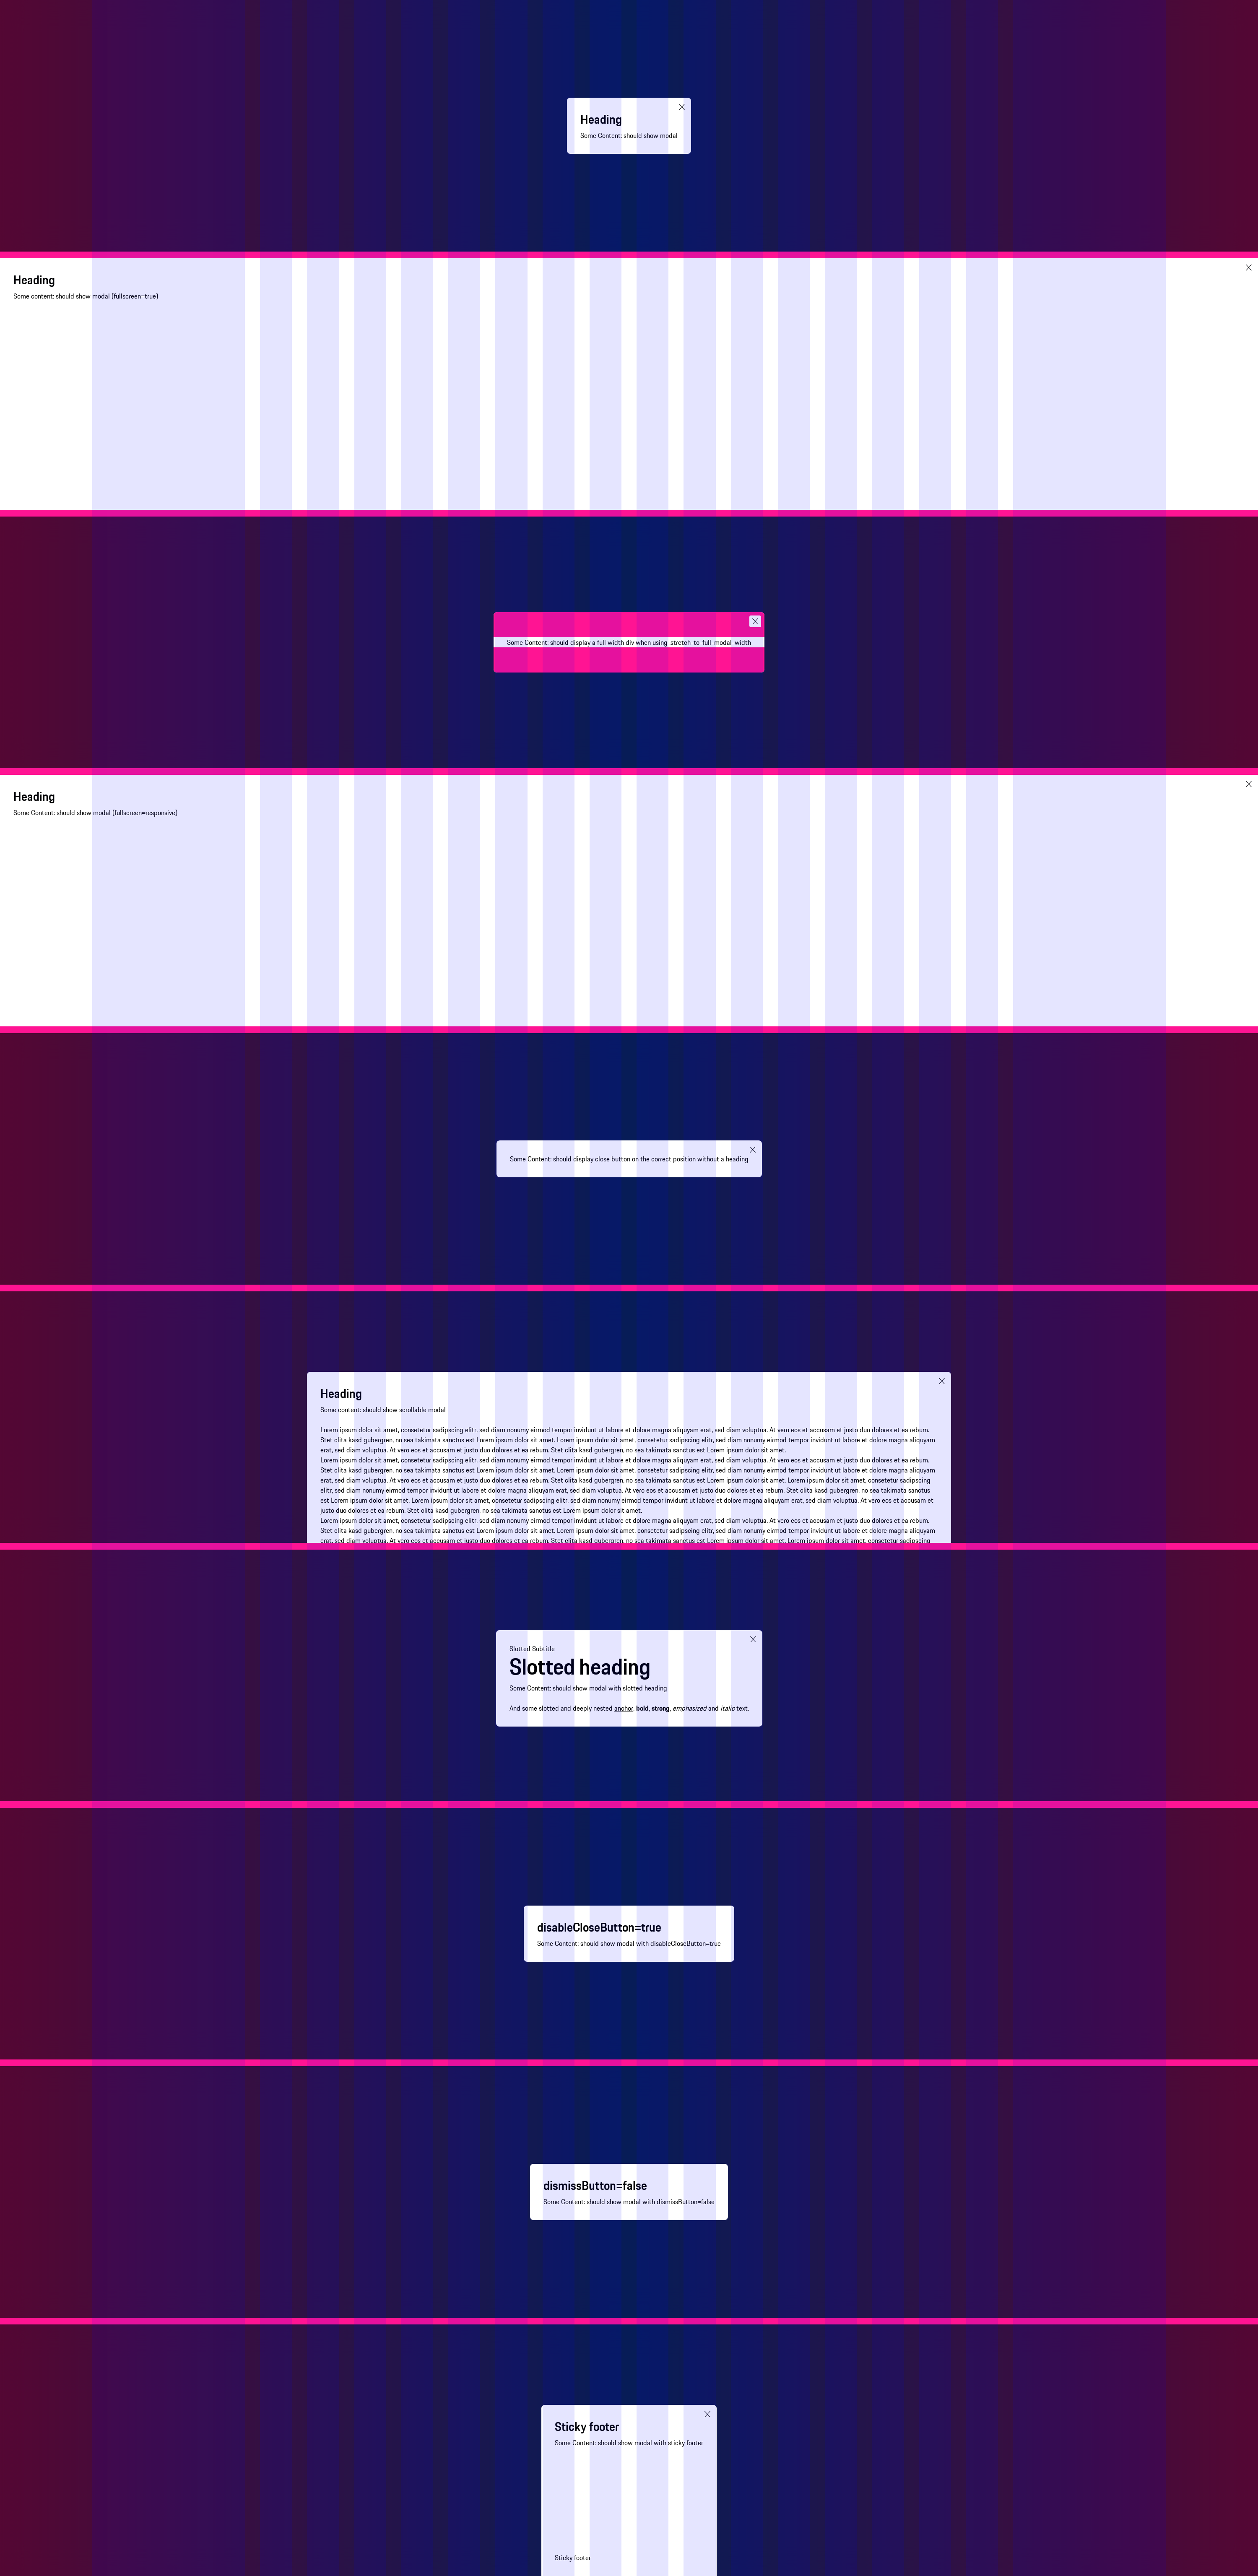 Heading
Some Content: should show modal
Heading
Some content: should show modal (fullscreen=true)
Some Content: should display a full width div when using .stretch-to-full-modal-width
Heading
Some Content: should show modal (fullscreen=responsive)
Some Content: should display close button on the correct position without a heading
Heading
Some content: should show scrollable modal
Lorem ipsum dolor sit amet, consetetur sadipscing elitr, sed diam nonumy eirmod tempor invidunt ut labore et dolore magna aliquyam erat, sed diam voluptua. At vero eos et accusam et justo duo dolores et ea rebum.
Stet clita kasd gubergren, no sea takimata sanctus est Lorem ipsum dolor sit amet. Lorem ipsum dolor sit amet, consetetur sadipscing elitr, sed diam nonumy eirmod tempor invidunt ut labore et dolore magna aliquyam
erat, sed diam voluptua. At vero eos et accusam et justo duo dolores et ea rebum. Stet clita kasd gubergren, no sea takimata sanctus est Lorem ipsum dolor sit amet.
Lorem ipsum dolor sit amet, consetetur sadipscing elitr, sed diam nonumy eirmod tempor invidunt ut labore et dolore magna aliquyam erat, sed diam voluptua. At vero eos et accusam et justo duo dolores et ea rebum.
Stet clita kasd gubergren, no sea takimata sanctus est Lorem ipsum dolor sit amet. Lorem ipsum dolor sit amet, consetetur sadipscing elitr, sed diam nonumy eirmod tempor invidunt ut labore et dolore magna aliquyam
erat, sed diam voluptua. At vero eos et accusam et justo duo dolores et ea rebum. Stet clita kasd gubergren, no sea takimata sanctus est Lorem ipsum dolor sit amet. Lorem ipsum dolor sit amet, consetetur sadipscing
elitr, sed diam nonumy eirmod tempor invidunt ut labore et dolore magna aliquyam erat, sed diam voluptua. At vero eos et accusam et justo duo dolores et ea rebum. Stet clita kasd gubergren, no sea takimata sanctus
est Lorem ipsum dolor sit amet. Lorem ipsum dolor sit amet, consetetur sadipscing elitr, sed diam nonumy eirmod tempor invidunt ut labore et dolore magna aliquyam erat, sed diam voluptua. At vero eos et accusam et
justo duo dolores et ea rebum. Stet clita kasd gubergren, no sea takimata sanctus est Lorem ipsum dolor sit amet.
Lorem ipsum dolor sit amet, consetetur sadipscing elitr, sed diam nonumy eirmod tempor invidunt ut labore et dolore magna aliquyam erat, sed diam voluptua. At vero eos et accusam et justo duo dolores et ea rebum.
Stet clita kasd gubergren, no sea takimata sanctus est Lorem ipsum dolor sit amet. Lorem ipsum dolor sit amet, consetetur sadipscing elitr, sed diam nonumy eirmod tempor invidunt ut labore et dolore magna aliquyam
erat, sed diam voluptua. At vero eos et accusam et justo duo dolores et ea rebum. Stet clita kasd gubergren, no sea takimata sanctus est Lorem ipsum dolor sit amet. Lorem ipsum dolor sit amet, consetetur sadipscing
Slotted Subtitle
Slotted heading
Some Content: should show modal with slotted heading
And some slotted and deeply nested anchor, bold, strong, emphasized and italic text.
disableCloseButton=true
Some Content: should show modal with disableCloseButton=true
dismissButton=false
Some Content: should show modal with dismissButton=false
Sticky footer
Some Content: should show modal with sticky footer
Sticky footer